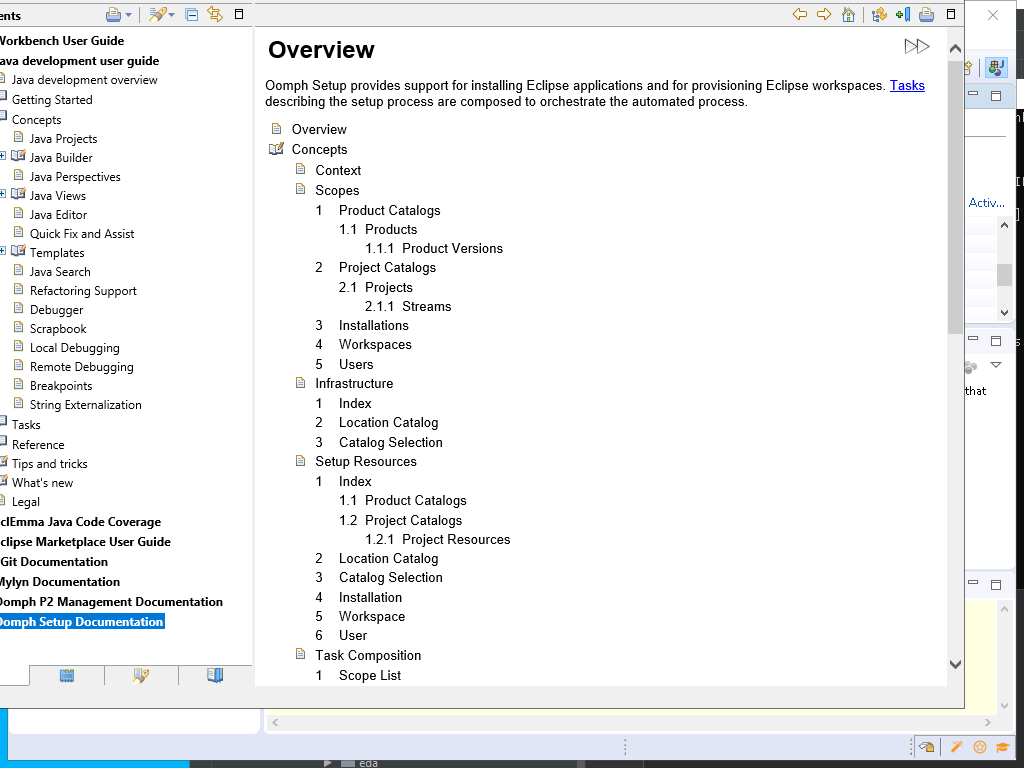 ents
Workbench User Guide
Java development user guide
Java development overview
Getting Started
Concepts
Java Projects
Java Builder
Java Perspectives
Java Views
Java Editor
Quick Fix and Assist
Templates
Java Search
Refactoring Support
Debugger
Scrapbook
Local Debugging
Remote Debugging
Breakpoints
String Externalization
Tasks
Reference
Tips and tricks
What's new
Legal
clEmma Java Code Coverage
clipse Marketplace User Guide
Git Documentation
Mylyn Documentation
Oomph P2 Management Documentation
Oomph Setup Documentation
Overview
Oomph Setup provides support for installing Eclipse applications and for provisioning Eclipse workspaces. Tasks
describing the setup process are composed to orchestrate the automated process.
Overview
Concepts
Context
Scopes
1 Product Catalogs
1.1 Products
1.1.1 Product Versions
2 Project Catalogs
2.1 Projects
2.1.1 Streams
3 Installations
4 Workspaces
5 Users
Infrastructure
1 Index
2 Location Catalog
3 Catalog Selection
Setup Resources
1 Index
1.1 Product Catalogs
1.2 Project Catalogs
1.2.1 Project Resources
2 Location Catalog
3 Catalog Selection
4 Installation
5 Workspace
6 User
Task Composition
1 Scope List
Activ...
that
eda